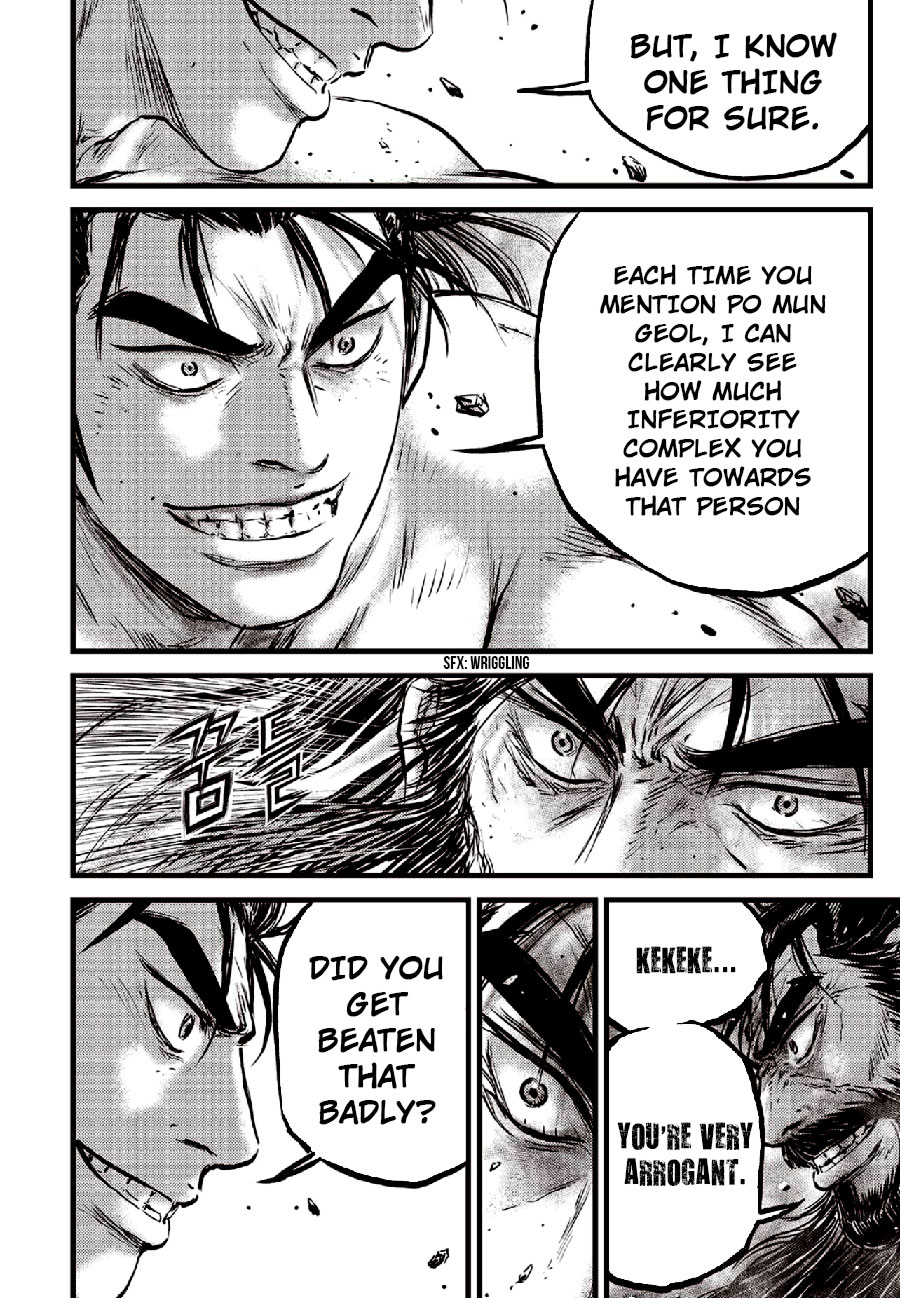 BUT, I KNOW
ONE THING
FOR SURE.
EACH TIME YOU
MENTION PO MUN
GEOL, I CAN
CLEARLY SEE
HOW MUCH
INFERIORITY
COMPLEX YOU
HAVE TOWARDS
THAT PERSON
SFX: WRIGGLING
꿈틀
DID YOU
GET
BEATEN
THAT
BADLY?
KEKEKE...
YOU'RE VERY
ARROGANT.